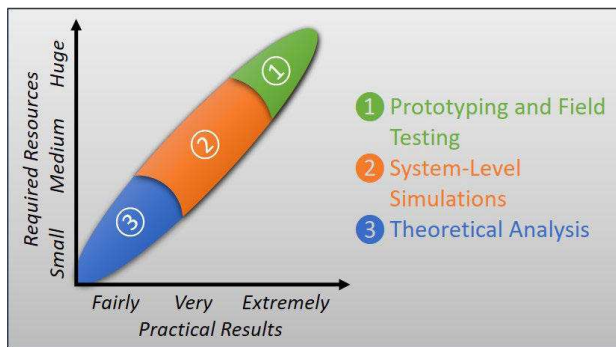 Required Resources
Huge
Medium
Small
1
2
3
Fairly Very Extremely
Practical Results
1 Prototyping and Field
Testing
2 System-Level
Simulations
3 Theoretical Analysis